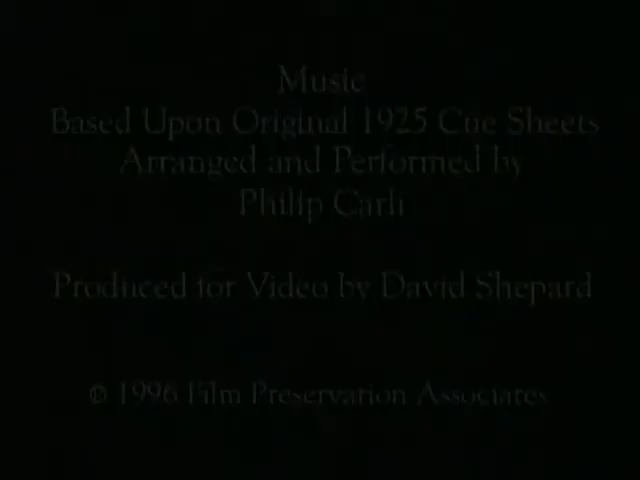 Music
Based Upon Original 1925 Cue Sheets
Arranged and Performed by
Philip Carli
Produced for Video by David Shepard
© 1996 Film Preservation Associates